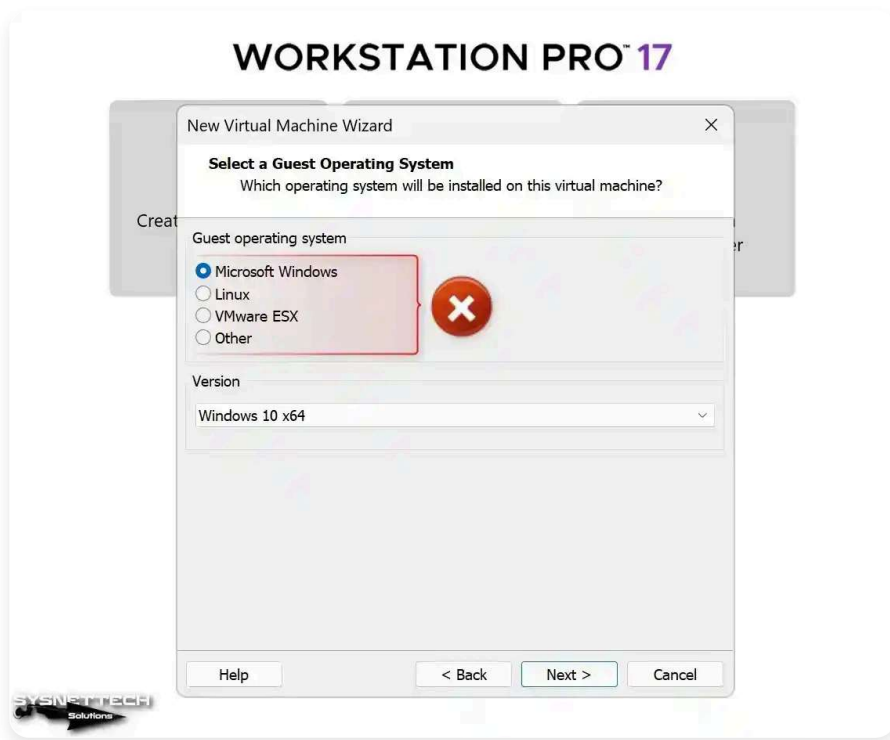 WORKSTATION PRO™ 17
New Virtual Machine Wizard
Select a Guest Operating System
Which operating system will be installed on this virtual machine?
Creat
er
Guest operating system
Microsoft Windows
Linux
VMware ESX
Other
Version
Windows 10 x64
Help
< Back
Next >
Cancel
SYSNETTECH
Solutions